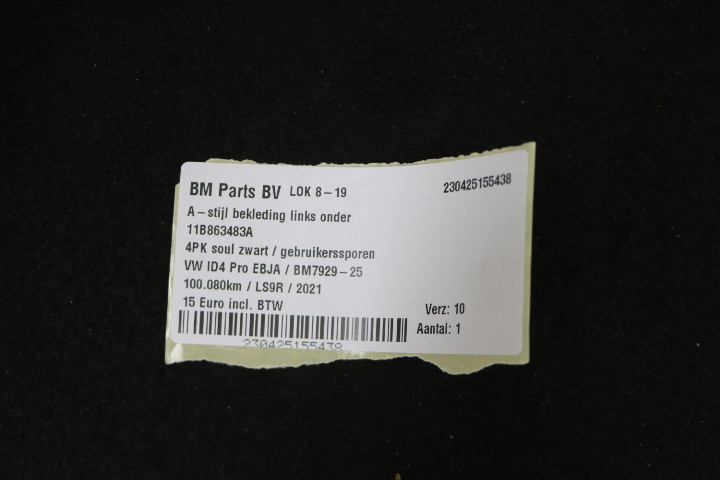 BM Parts BV LOK 8-19 230425155438
A-stijl bekleding links onder
11B863483A
4PK soul zwart / gebruikerssporen
VW ID4 Pro EBJA / BM7929-25
100.080km / LS9R / 2021
15 Euro incl. BTW
Verz: 10
Aantal: 1
230425155438